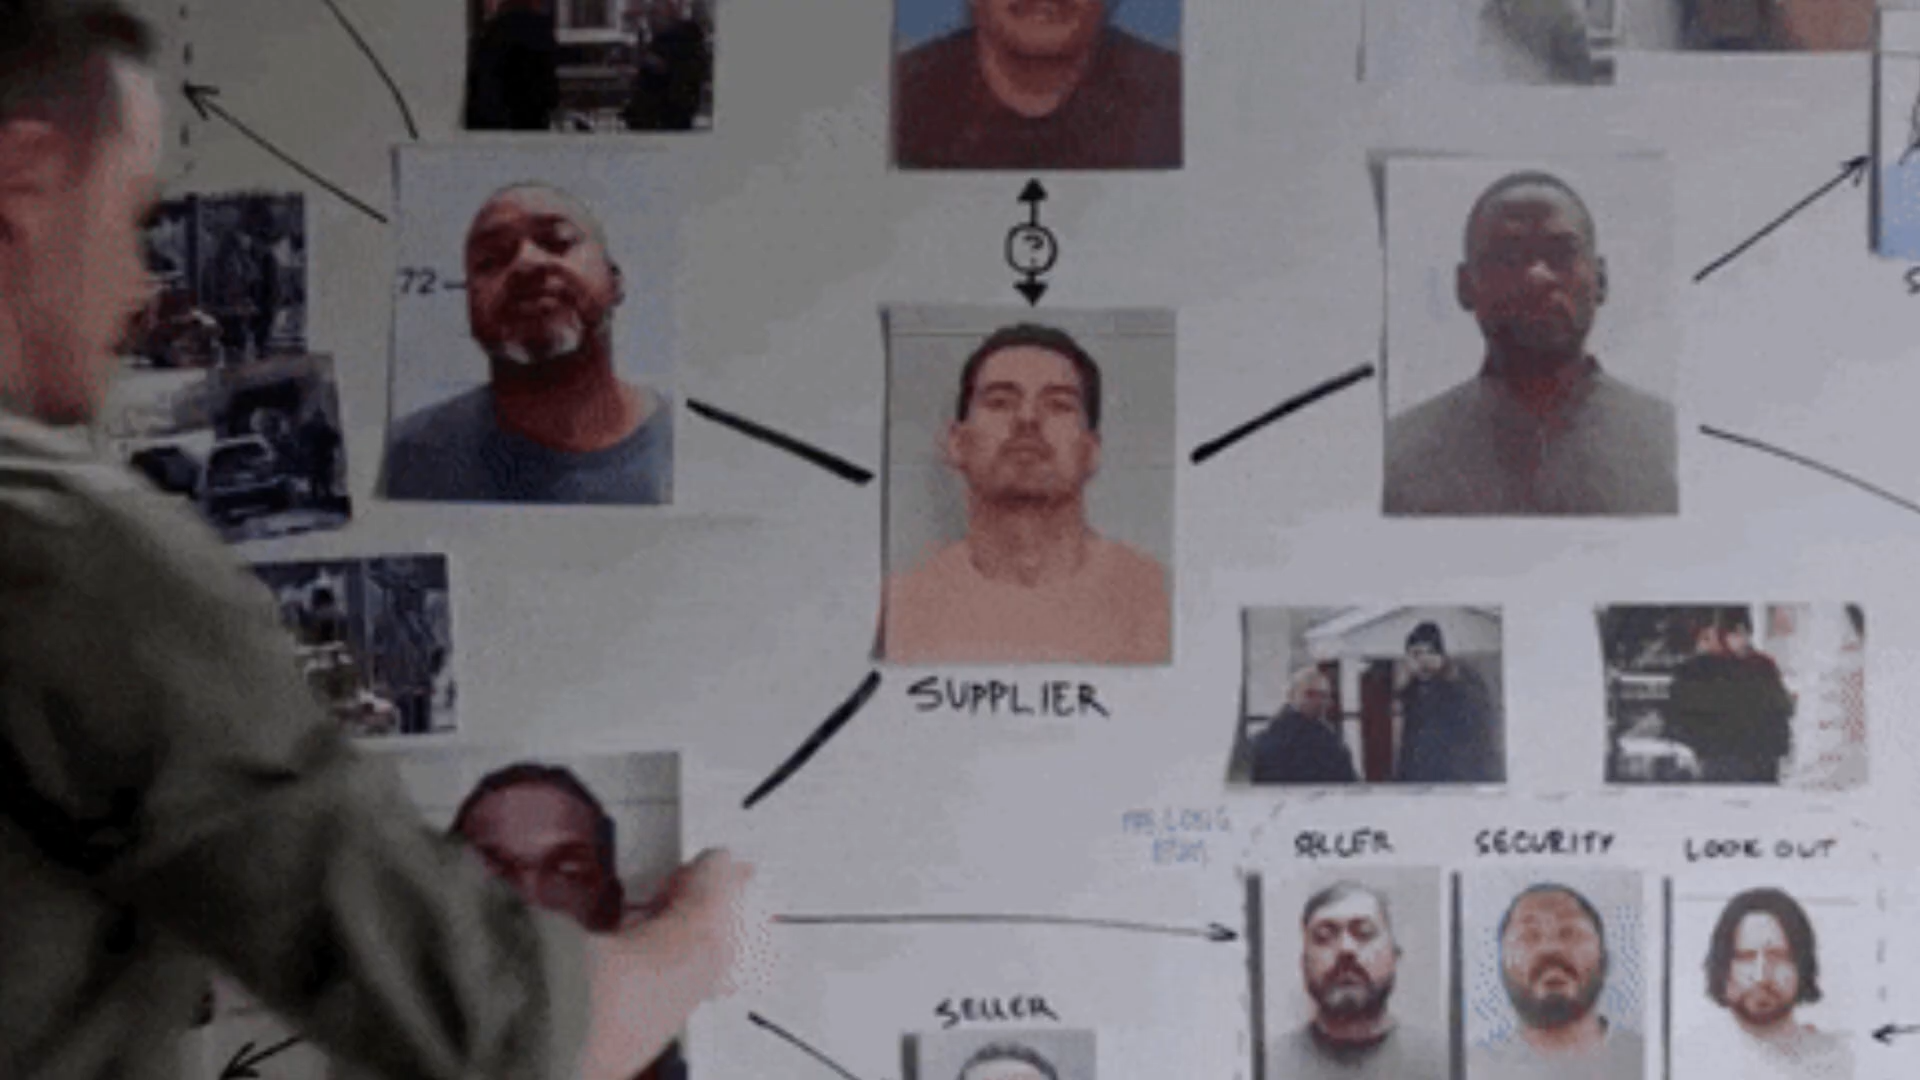 ?
72
SUPPLIER
SELLER SECURITY LOOK OUT
SELLER